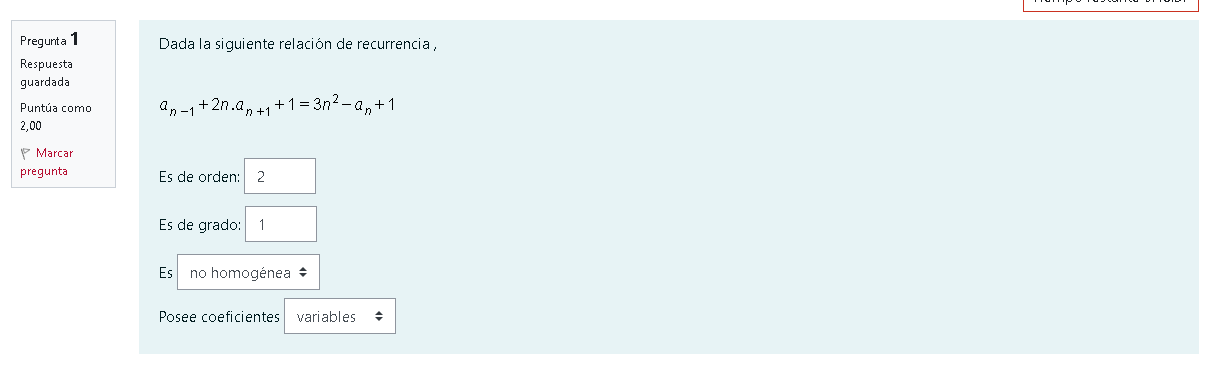 Pregunta 1
Respuesta
guardada
Puntúa como
2,00
Marcar
pregunta
Dada la siguiente relación de recurrencia ,
a_{n-1}+2n.a_{n+1}+1=3n^2-a_n+1
Es de orden: 2
Es de grado: 1
Es no homogénea
Posee coeficientes variables